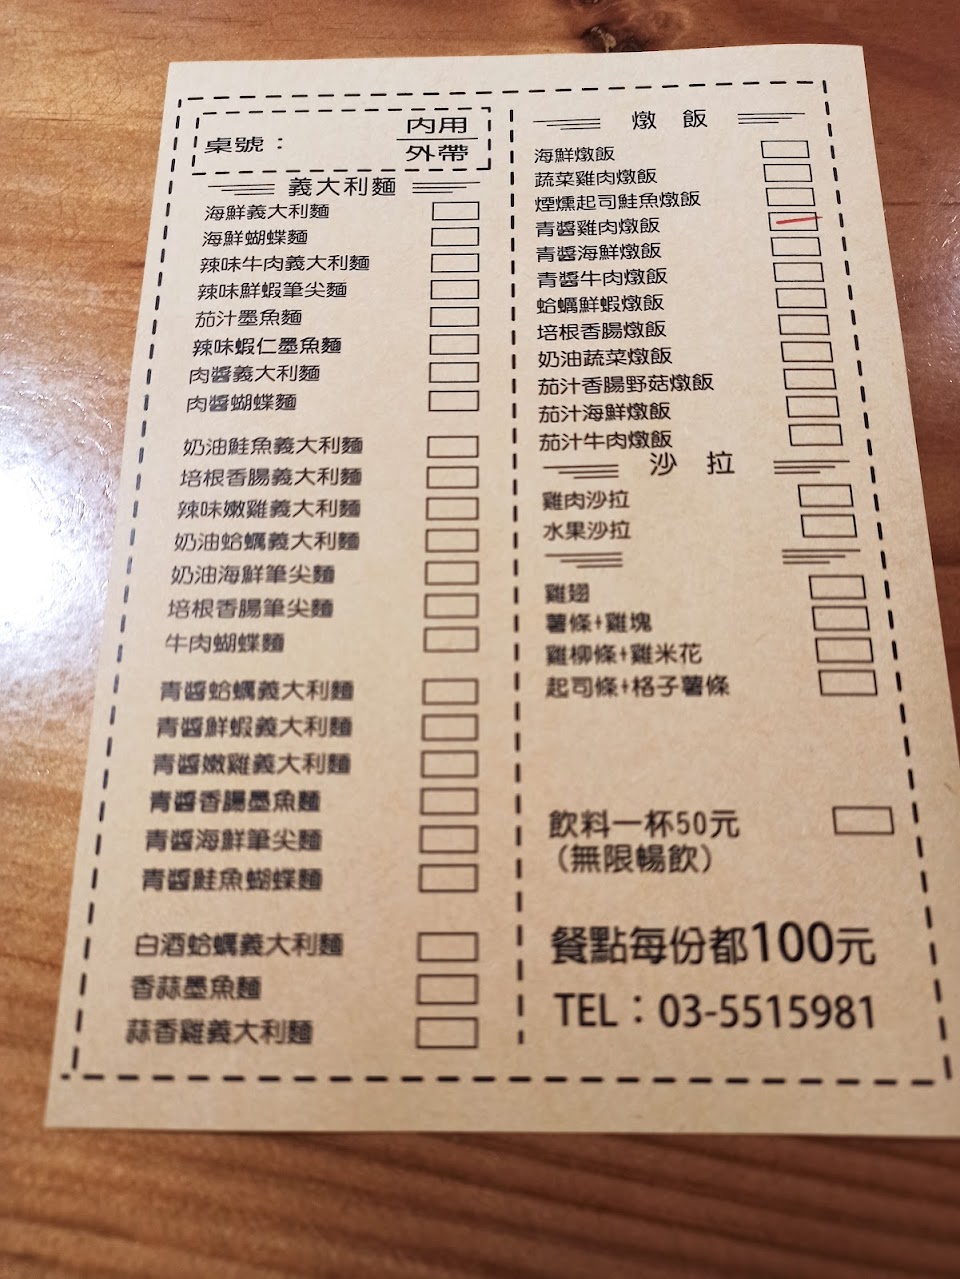 桌號：
內用
外帶
義大利麵
海鮮義大利麵
海鮮蝴蝶麵
辣味牛肉義大利麵
辣味鮮蝦筆尖麵
茄汁墨魚麵
辣味蝦仁墨魚麵
肉醬義大利麵
肉醬蝴蝶麵
奶油鮭魚義大利麵
培根香腸義大利麵
辣味嫩雞義大利麵
奶油蛤蠣義大利麵
奶油海鮮筆尖麵
培根香腸筆尖麵
牛肉蝴蝶麵
青醬蛤蠣義大利麵
青醬鮮蝦義大利麵
青醬嫩雞義大利麵
青醬香腸墨魚麵
青醬海鮮筆尖麵
青醬鮭魚蝴蝶麵
白酒蛤蠣義大利麵
香蒜墨魚麵
蒜香雞義大利麵
燉飯
海鮮燉飯
蔬菜雞肉燉飯
煙燻起司鮭魚燉飯
青醬雞肉燉飯
青醬海鮮燉飯
青醬牛肉燉飯
蛤蠣鮮蝦燉飯
培根香腸燉飯
奶油蔬菜燉飯
茄汁香腸野菇燉飯
茄汁海鮮燉飯
茄汁牛肉燉飯
沙拉
雞肉沙拉
水果沙拉
雞翅
薯條+雞塊
雞柳條+雞米花
起司條+格子薯條
飲料一杯50元
（無限暢飲）
餐點每份都100元
TEL：03-5515981